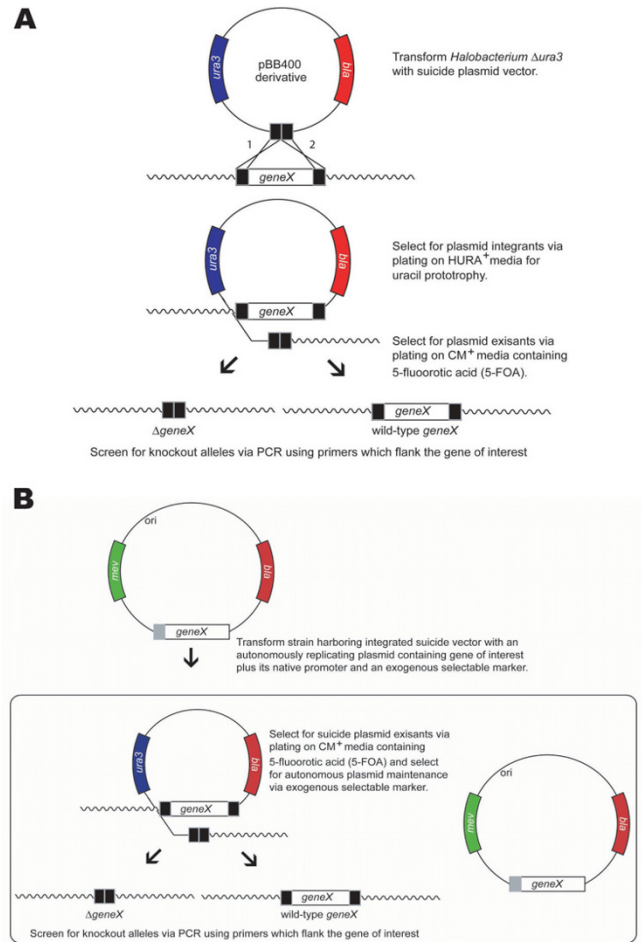 A
ura3
pBB400
derivative
bla
Transform Halobacterium Δura3
with suicide plasmid vector.
1
2
geneX
ura3
bla
Select for plasmid integrants via
plating on HURA+ media for
uracil prototrophy.
geneX
Select for plasmid exisants via
plating on CM+ media containing
5-fluoorotic acid (5-FOA).
geneX
ΔgeneX
wild-type geneX
Screen for knockout alleles via PCR using primers which flank the gene of interest
B
ori
mev
bla
geneX
Transform strain harboring integrated suicide vector with an
autonomously replicating plasmid containing gene of interest
plus its native promoter and an exogenous selectable marker.
ura3
bla
Select for suicide plasmid exisants via
plating on CM+ media containing
5-fluoorotic acid (5-FOA) and select
for autonomous plasmid maintenance
via exogenous selectable marker.
geneX
ori
mev
bla
geneX
geneX
ΔgeneX
wild-type geneX
Screen for knockout alleles via PCR using primers which flank the gene of interest